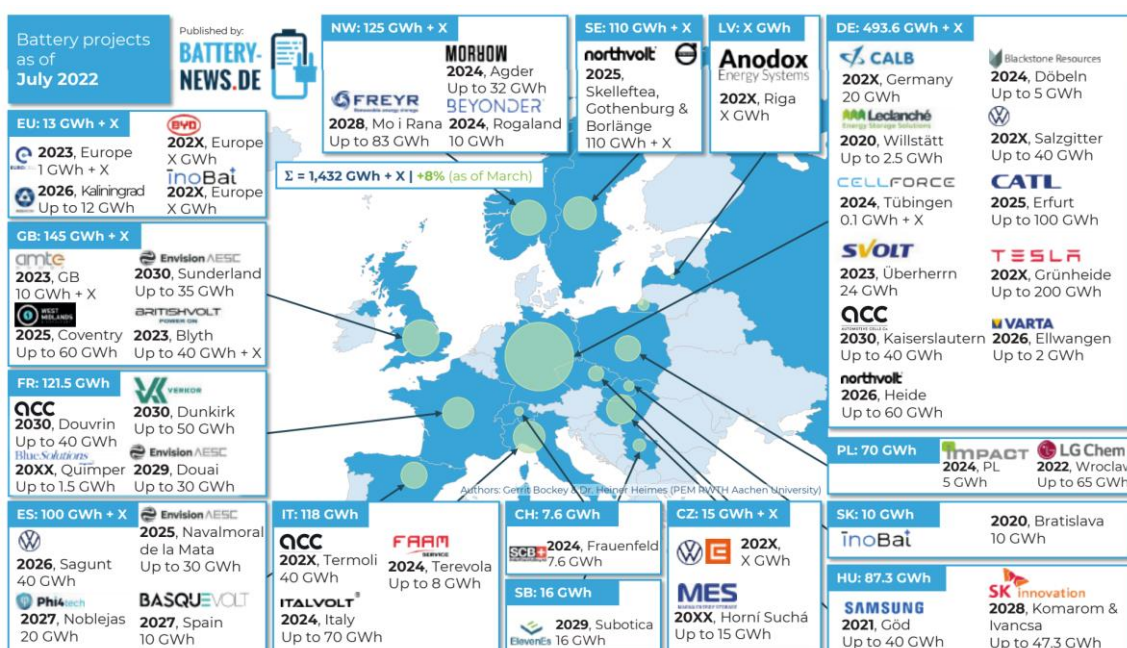 Battery projects
as of
July 2022
Published by:
BATTERY-
NEWS.DE
NW: 125 GWh + X
MORROW
2024, Agder
Up to 32 GWh
FREYR
2028, Mo i Rana
Up to 83 GWh
BEYONDER
2024, Rogaland
10 GWh
SE: 110 GWh + X
northvolt
2025,
Skelleftea,
Gothenburg &
Borlänge
110 GWh + X
LV: X GWh
Anodox
Energy Systems
202X, Riga
X GWh
DE: 493.6 GWh + X
CALB
202X, Germany
20 GWh
Blackstone Resources
2024, Döbeln
Up to 5 GWh
Leclanché
Energy Storage Solutions
2020, Willstätt
Up to 2.5 GWh
202X, Salzgitter
Up to 40 GWh
CELLFORCE
2024, Tübingen
0.1 GWh + X
CATL
2025, Erfurt
Up to 100 GWh
SVOLT
2023, Überherrn
24 GWh
TESLA
202X, Grünheide
Up to 200 GWh
acc
2030, Kaiserslautern
Up to 40 GWh
VARTA
2026, Ellwangen
Up to 2 GWh
northvolt
2026, Heide
Up to 60 GWh
EU: 13 GWh + X
2023, Europe
1 GWh + X
BYD
202X, Europe
X GWh
2026, Kaliningrad
Up to 12 GWh
inoBat
202X, Europe
X GWh
Σ = 1,432 GWh + X | +8% (as of March)
GB: 145 GWh + X
amte
2023, GB
10 GWh + X
Envision AESC
2030, Sunderland
Up to 35 GWh
WEST
MIDLANDS
2025, Coventry
Up to 60 GWh
BRITISHVOLT
POWER ON
2023, Blyth
Up to 40 GWh + X
FR: 121.5 GWh
acc
2030, Douvrin
Up to 40 GWh
VERKOR
2030, Dunkirk
Up to 50 GWh
BlueSolutions
20XX, Quimper
Up to 1.5 GWh
Envision AESC
2029, Douai
Up to 30 GWh
Authors: Gerrit Bockey & Dr. Heiner Heimes (PEM RWTH Aachen University)
PL: 70 GWh
IMPACT
2024, PL
5 GWh
LG Chem
2022, Wroclaw
Up to 65 GWh
ES: 100 GWh + X
2026, Sagunt
40 GWh
Envision AESC
2025, Navalmoral
de la Mata
Up to 30 GWh
Phi4tech
2027, Noblejas
20 GWh
BASQUEVOLT
2027, Spain
10 GWh
IT: 118 GWh
acc
202X, Termoli
40 GWh
FAAM
SERVICE
2024, Terevola
Up to 8 GWh
ITALVOLT
2024, Italy
Up to 70 GWh
CH: 7.6 GWh
SCB
2024, Frauenfeld
7.6 GWh
SB: 16 GWh
ElevenEs
2029, Subotica
16 GWh
CZ: 15 GWh + X
202X,
X GWh
MES
20XX, Horní Suchá
Up to 15 GWh
SK: 10 GWh
inoBat
2020, Bratislava
10 GWh
HU: 87.3 GWh
SAMSUNG
2021, Göd
Up to 40 GWh
SK innovation
2028, Komarom &
Ivancsa
Up to 47.3 GWh